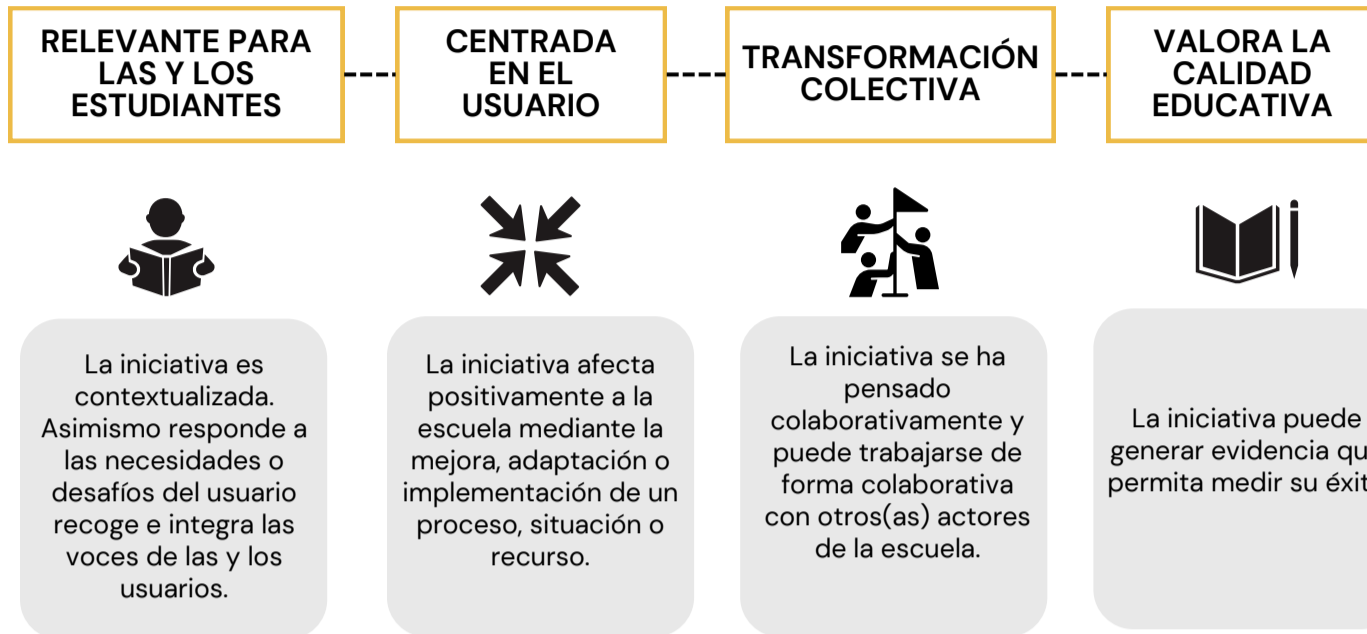 RELEVANTE PARA
LAS Y LOS
ESTUDIANTES
CENTRADA
EN EL
USUARIO
TRANSFORMACIÓN
COLECTIVA
VALORA LA
CALIDAD
EDUCATIVA
La iniciativa es
contextualizada.
Asimismo responde a
las necesidades o
desafíos del usuario
recoge e integra las
voces de las y los
usuarios.
La iniciativa afecta
positivamente a la
escuela mediante la
mejora, adaptación o
implementación de un
proceso, situación o
recurso.
La iniciativa se ha
pensado
colaborativamente y
puede trabajarse de
forma colaborativa
con otros(as) actores
de la escuela.
La iniciativa puede
generar evidencia qu
permita medir su éxit